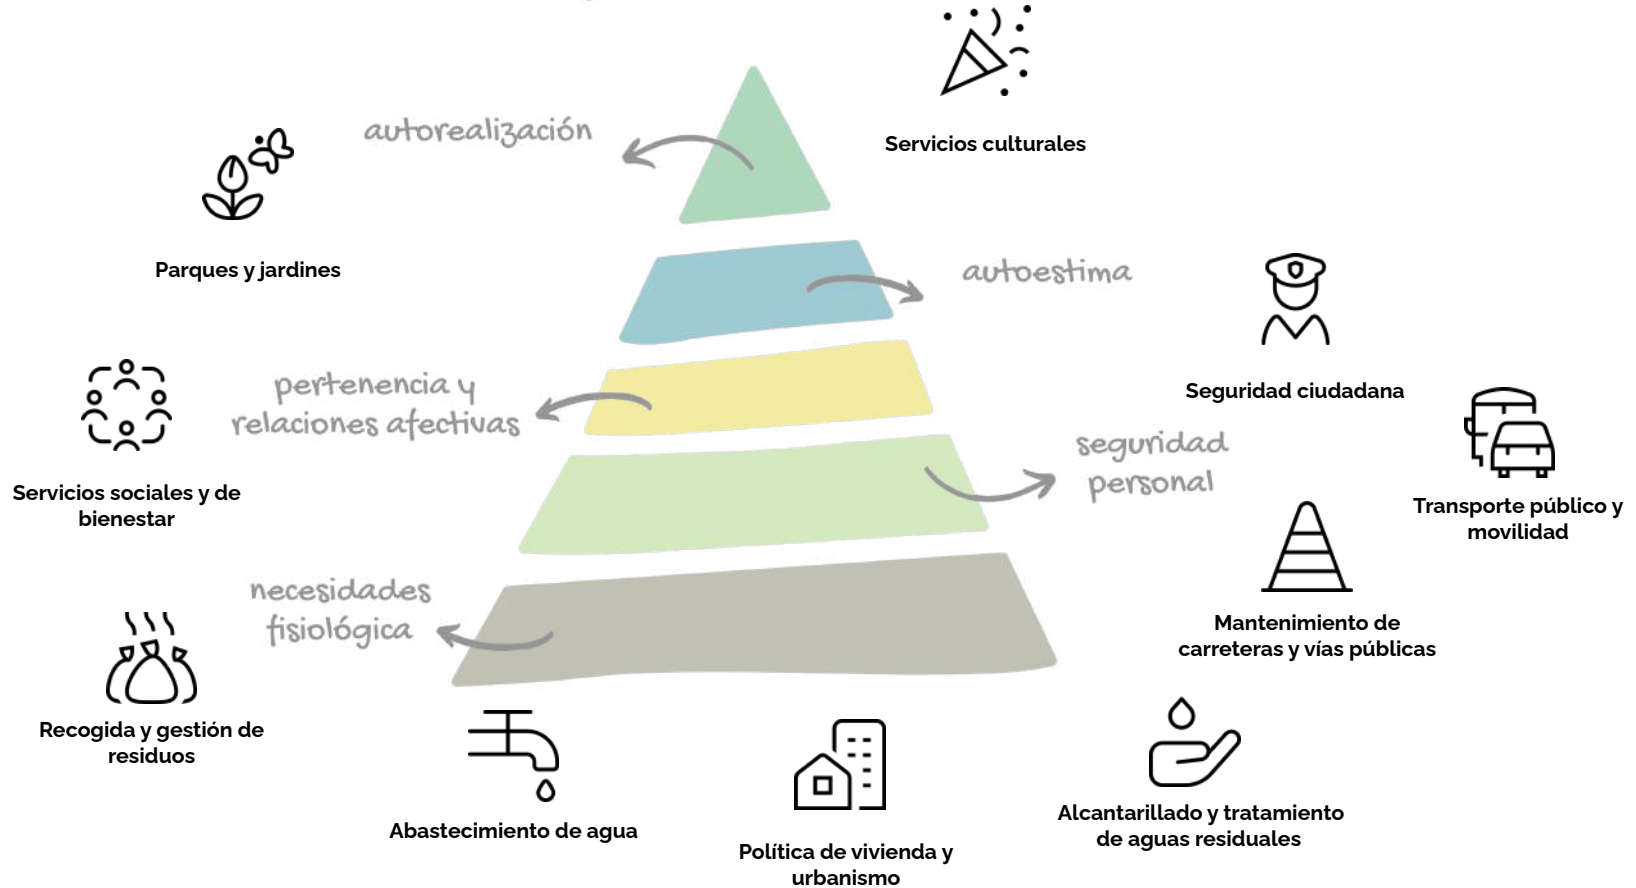 autorealización
Servicios culturales
Parques y jardines
autoestima
Seguridad ciudadana
pertenencia y
relaciones afectivas
Servicios sociales y de
bienestar
seguridad
personal
Transporte público y
movilidad
necesidades
fisiológica
Mantenimiento de
carreteras y vías públicas
Recogida y gestión de
residuos
Abastecimiento de agua
Política de vivienda y
urbanismo
Alcantarillado y tratamiento
de aguas residuales